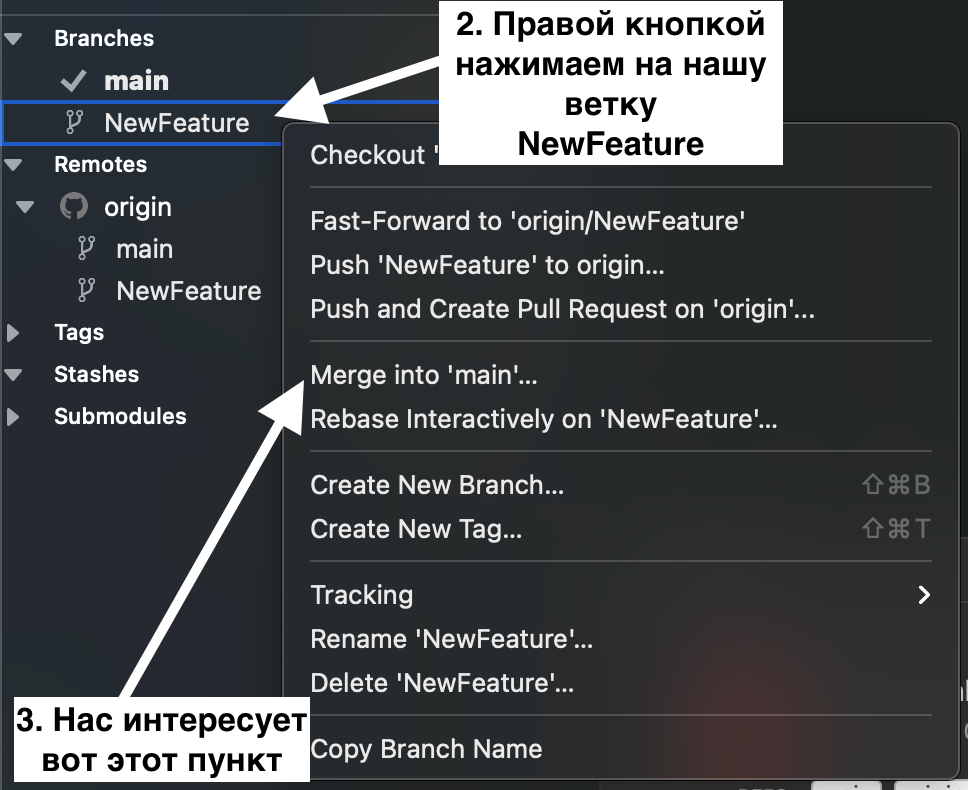 2. Правой кнопкой
нажимаем на нашу
ветку
NewFeature
Branches
main
NewFeature
Remotes
origin
main
NewFeature
Tags
Stashes
Submodules
Checkout '
Fast-Forward to 'origin/NewFeature'
Push 'NewFeature' to origin...
Push and Create Pull Request on 'origin'...
Merge into 'main'...
Rebase Interactively on 'NewFeature'...
Create New Branch... ⇧⌘B
Create New Tag... ⇧⌘T
Tracking
Rename 'NewFeature'...
Delete 'NewFeature'...
Copy Branch Name
3. Нас интересует
вот этот пункт